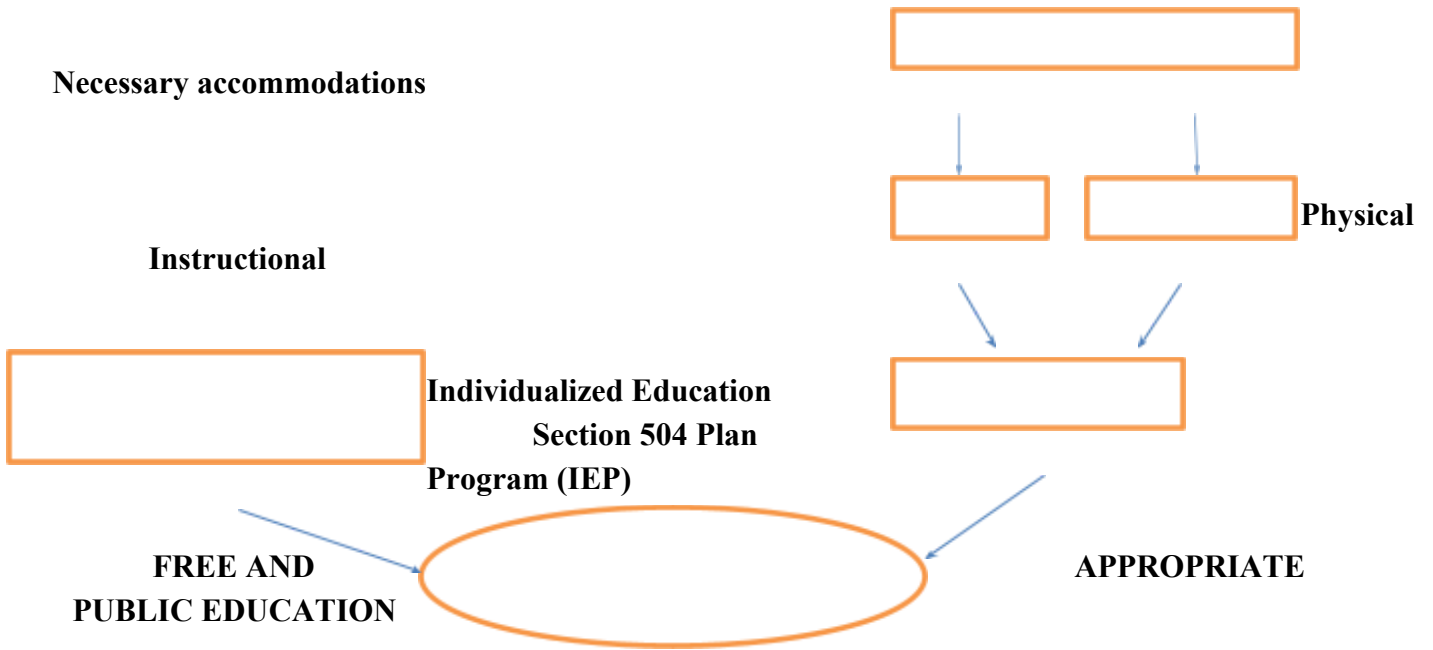 Necessary accommodations
Physical
Instructional
Individualized Education
Section 504 Plan
Program (IEP)
FREE AND
APPROPRIATE
PUBLIC EDUCATION